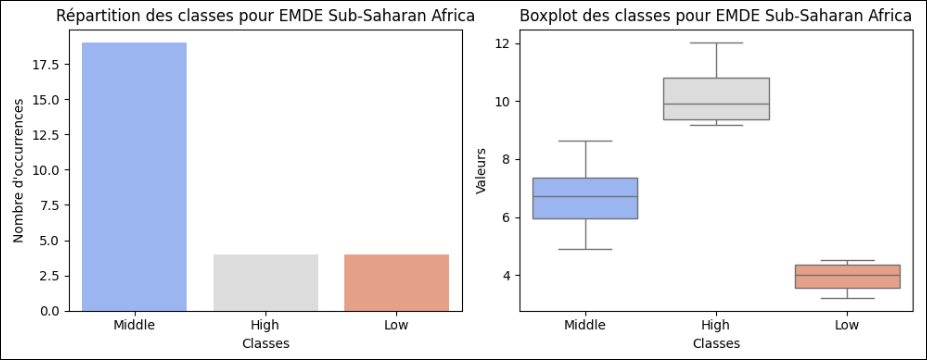 Répartition des classes pour EMDE Sub-Saharan Africa
17.5
15.0
12.5
10.0
7.5
5.0
2.5
0.0
Nombre d'occurrences
Middle
High
Low
Classes
Boxplot des classes pour EMDE Sub-Saharan Africa
12
10
8
6
4
Valeurs
Middle
High
Low
Classes